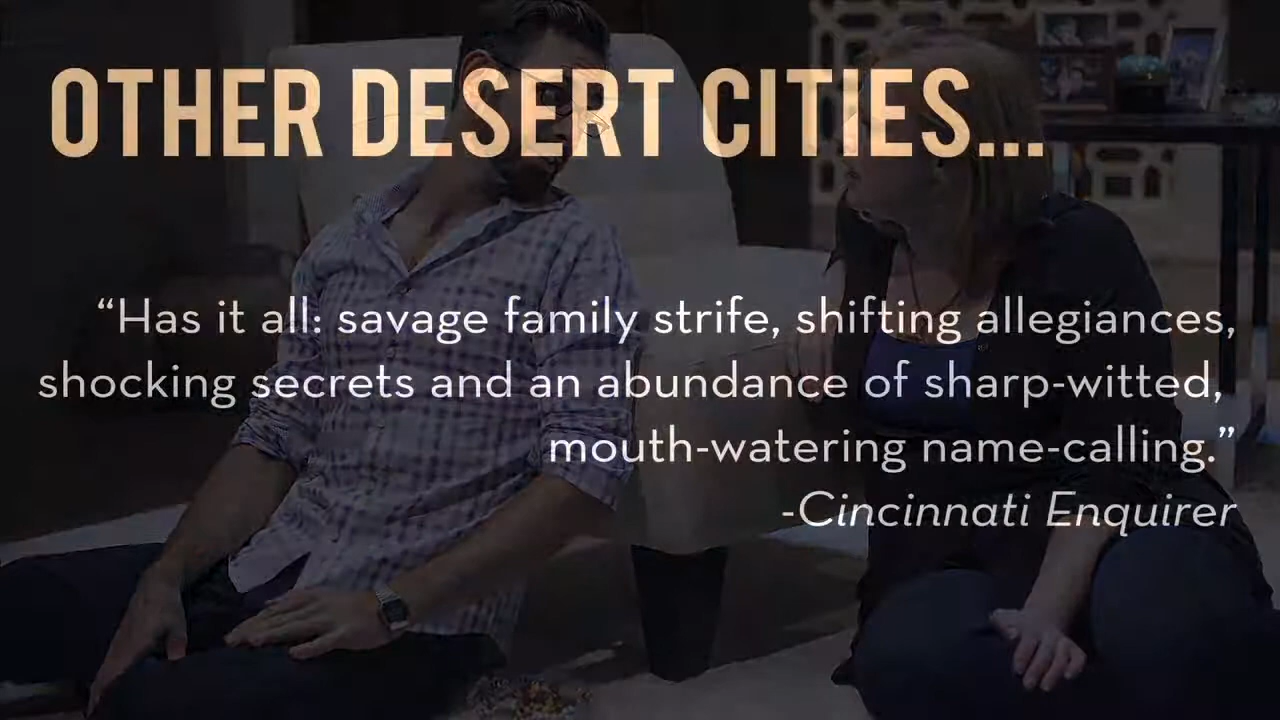 OTHER DESERT CITIES...
“Has it all: savage family strife, shifting allegiances,
shocking secrets and an abundance of sharp-witted,
mouth-watering name-calling.”
-Cincinnati Enquirer